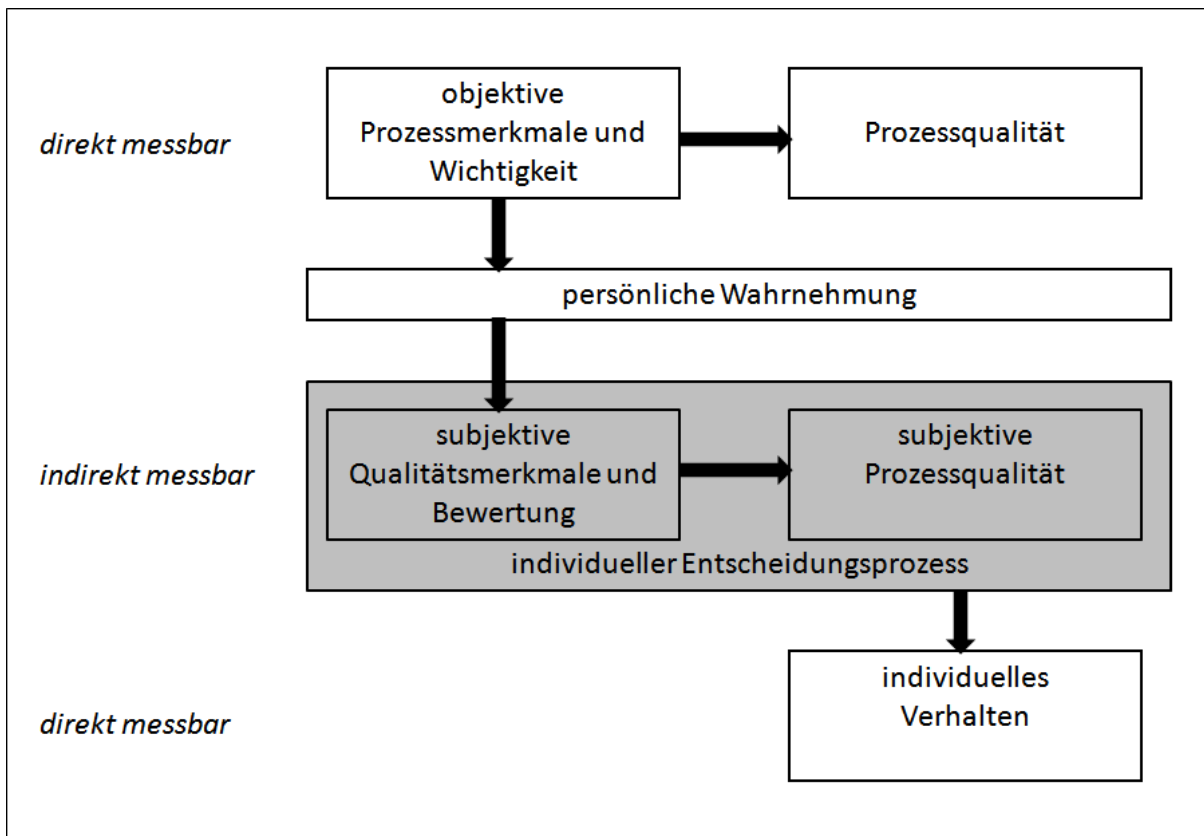 objektive
Prozessmerkmale und
Wichtigkeit
direkt messbar
Prozessqualität
persönliche Wahrnehmung
subjektive
Qualitätsmerkmale und
Bewertung
indirekt messbar
subjektive
Prozessqualität
individueller Entscheidungsprozess
individuelles
Verhalten
direkt messbar